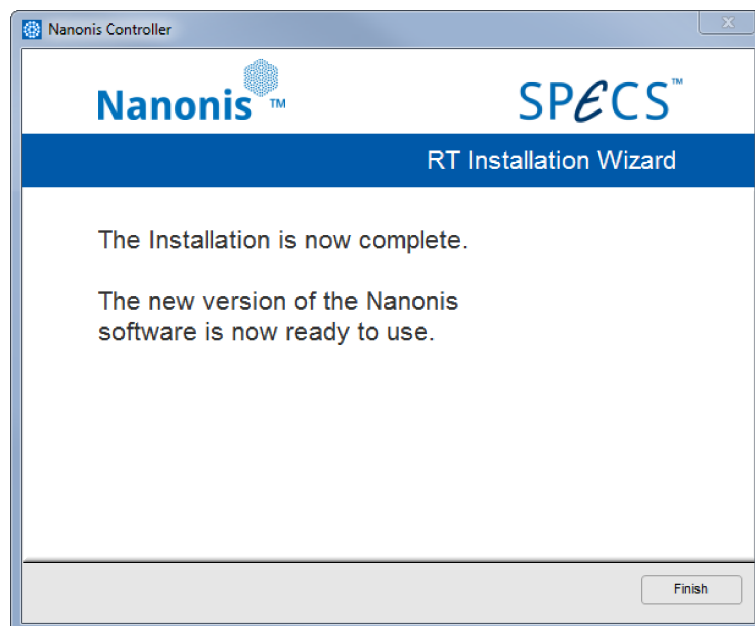 Nanonis Controller
X
Nanonis™
SPECS™
RT Installation Wizard
The Installation is now complete.
The new version of the Nanonis
software is now ready to use.
Finish